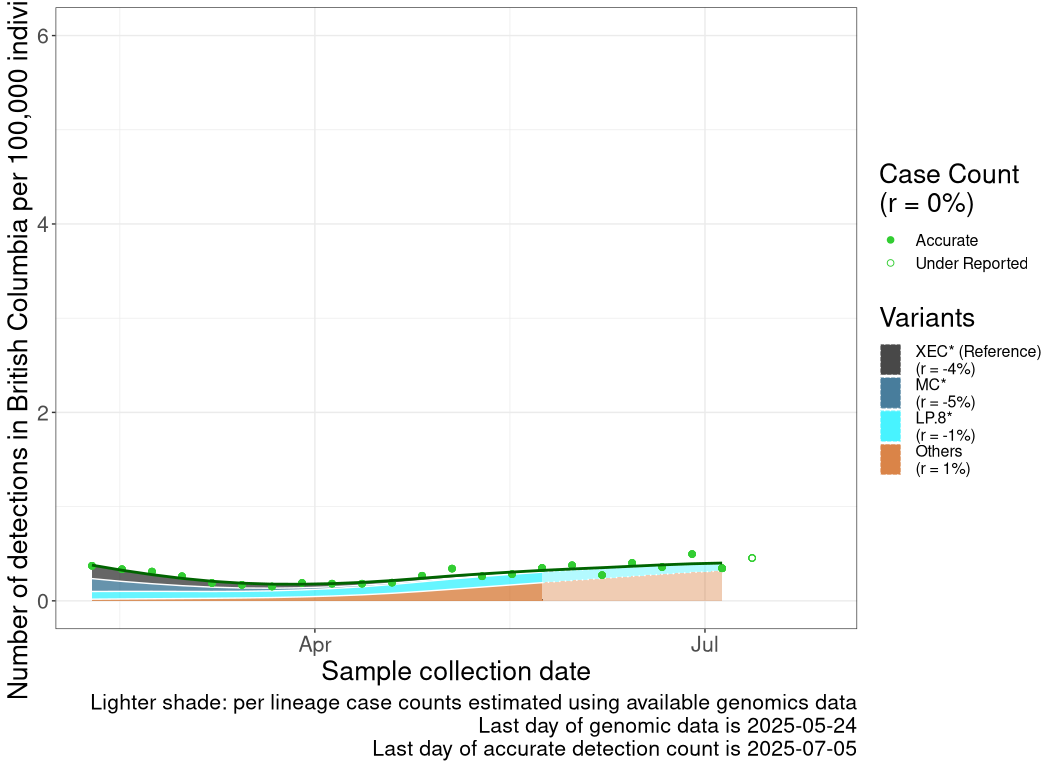 Number of detections in British Columbia per 100,000
6
4
2
0
Apr
Jul
Sample collection date
Lighter shade: per lineage case counts estimated using available genomics data
Last day of genomic data is 2025-05-24
Last day of accurate detection count is 2025-07-05
Case Count
(r = 0%)
Accurate
Under Reported
Variants
XEC* (Reference)
(r = -4%)
MC*
(r = -5%)
LP.8*
(r = -1%)
Others
(r = 1%)